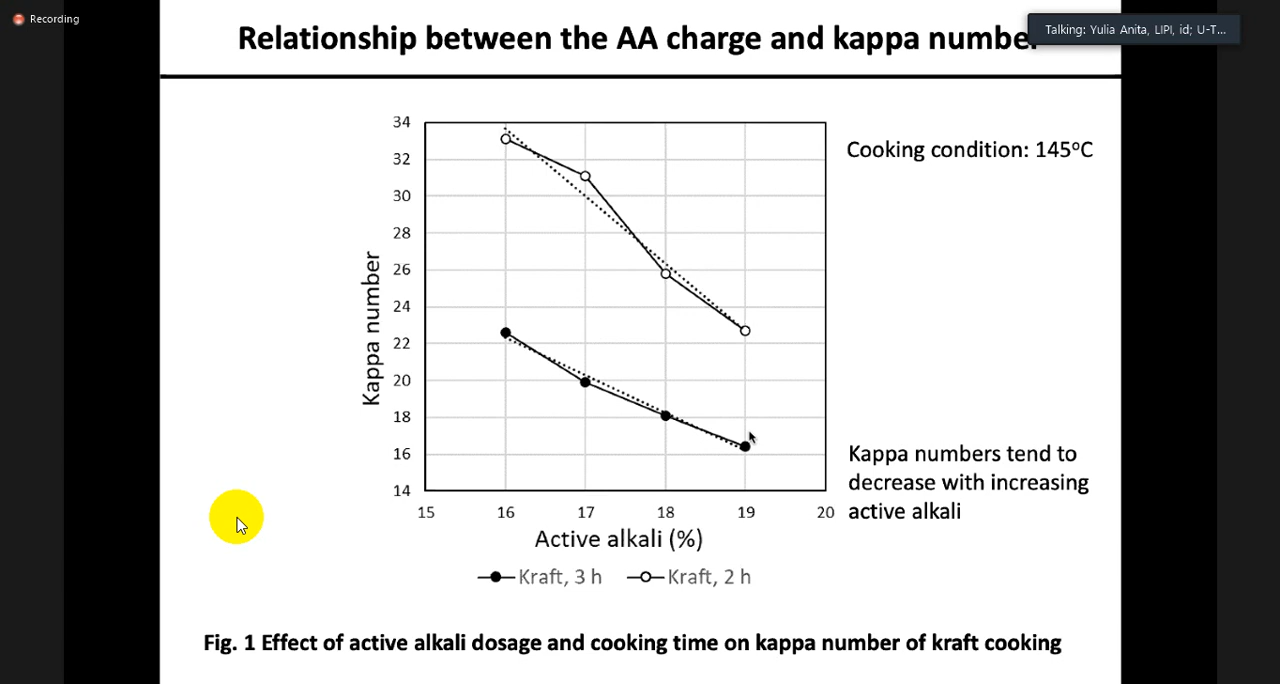 Recording
Talking: Yulia Anita, LIPI, id; U-T...
Relationship between the AA charge and kappa number
Cooking condition: 145°C
34
32
30
28
26
24
22
20
18
16
14
Kappa number
15 16 17 18 19 20
Active alkali (%)
Kraft, 3 h Kraft, 2 h
Kappa numbers tend to
decrease with increasing
active alkali
Fig. 1 Effect of active alkali dosage and cooking time on kappa number of kraft cooking